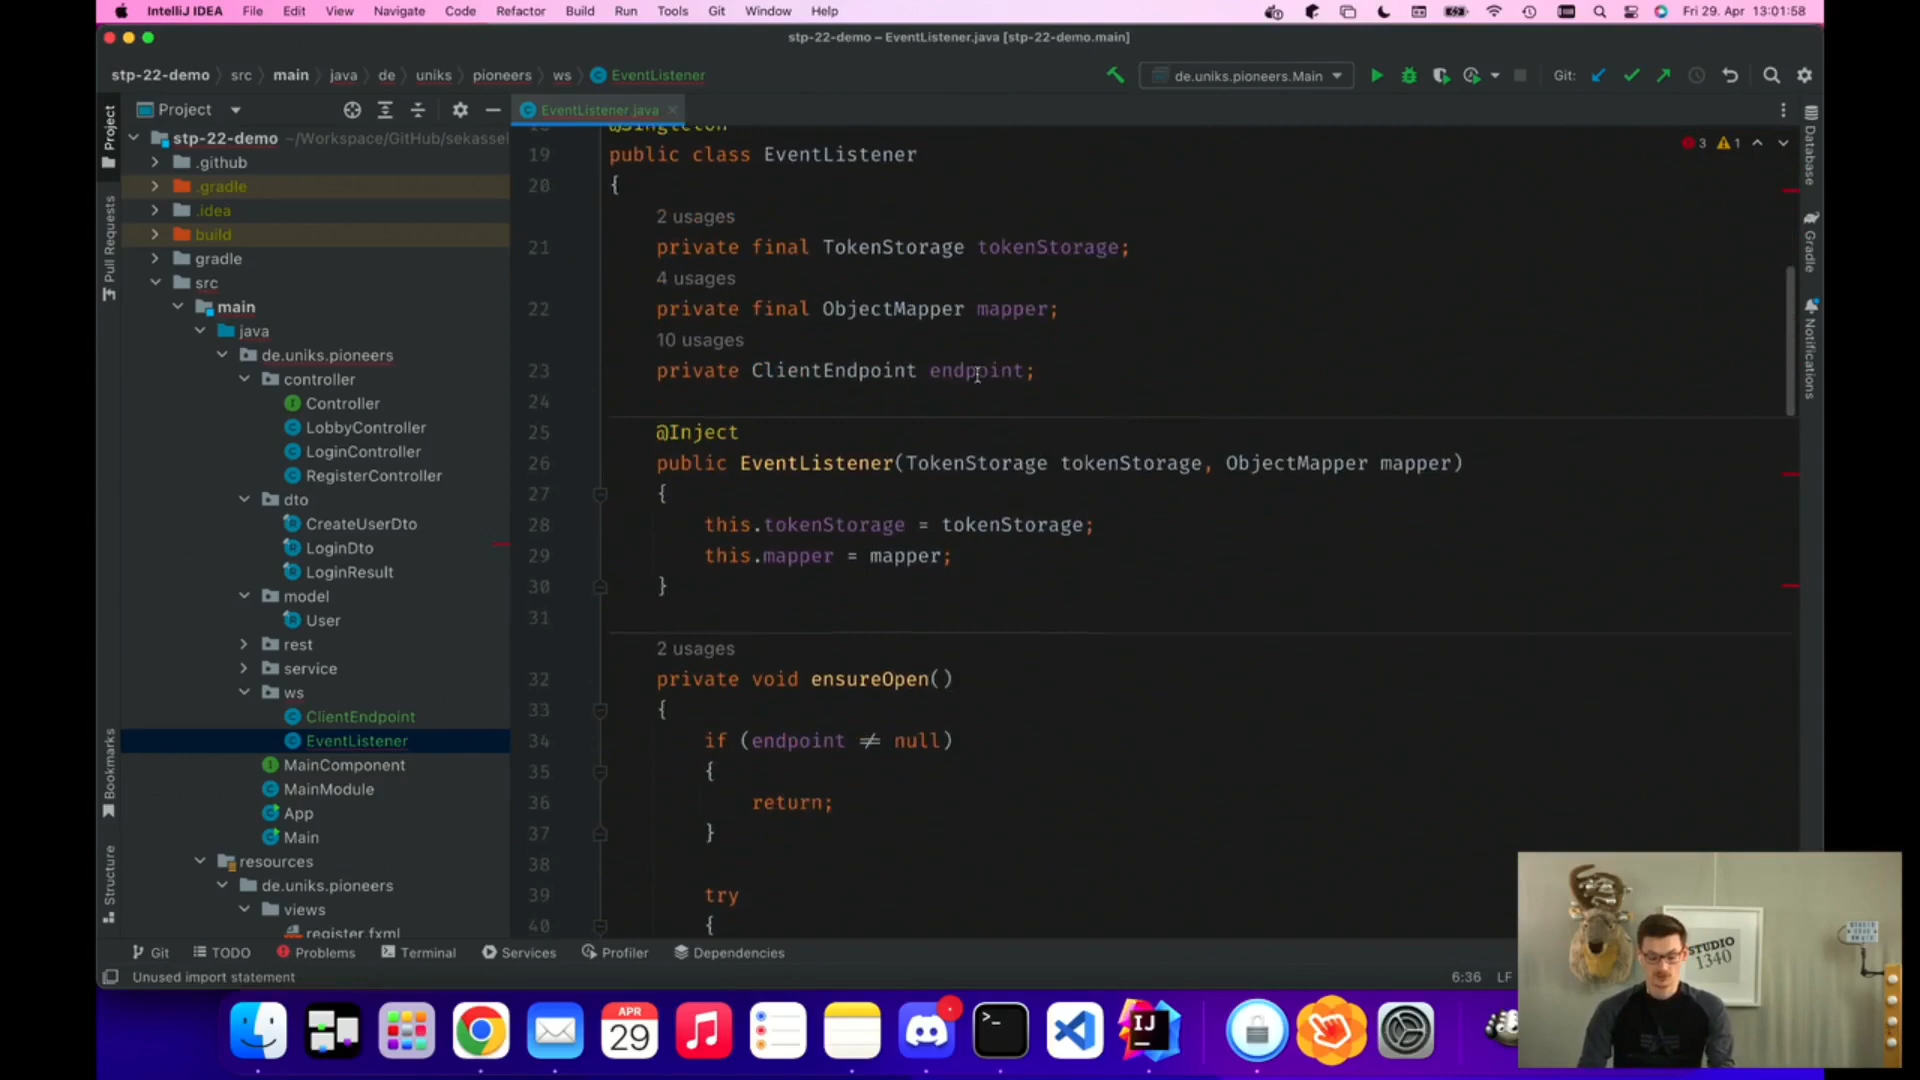 IntelliJ IDEA File Edit View Navigate Code Refactor Build Run Tools Git Window Help
Fri 29. Apr 13:01:58
stp-22-demo – EventListener.java [stp-22-demo.main]
stp-22-demo src main java de uniks pioneers ws EventListener
de.uniks.pioneers.Main
Git:
Project
EventListener.java
Project
Pull Requests
Bookmarks
Structure
stp-22-demo ~/Workspace/GitHub/sekassel
.github
.gradle
.idea
build
gradle
src
main
java
de.uniks.pioneers
controller
Controller
LobbyController
LoginController
RegisterController
dto
CreateUserDto
LoginDto
LoginResult
model
User
rest
service
ws
ClientEndpoint
EventListener
MainComponent
MainModule
App
Main
resources
de.uniks.pioneers
views
register.fxml
3 1
18 @Singleton
19 public class EventListener
20 {
2 usages
21 private final TokenStorage tokenStorage;
4 usages
22 private final ObjectMapper mapper;
10 usages
23 private ClientEndpoint endpoint;
24
25 @Inject
26 public EventListener(TokenStorage tokenStorage, ObjectMapper mapper)
27 {
28 this.tokenStorage = tokenStorage;
29 this.mapper = mapper;
30 }
31
2 usages
32 private void ensureOpen()
33 {
34 if (endpoint ≠ null)
35 {
36 return;
37 }
38
39 try
40 {
Database
Gradle
Notifications
Git TODO Problems Terminal Services Profiler Dependencies
Unused import statement
6:36 LF
APR
29
>_
IJ
STUDIO
1340